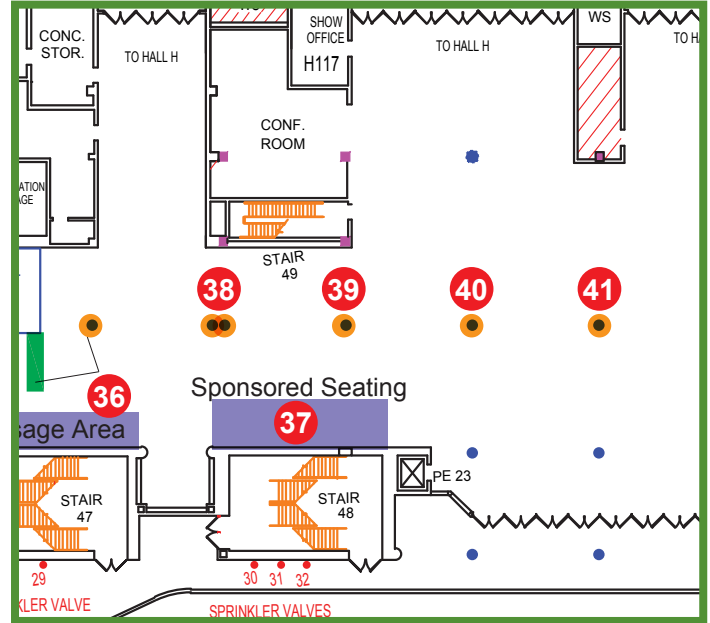 CONC.
STOR.
TO HALL H
SHOW
OFFICE
H117
TO HALL H
WS
TO H
CONF.
ROOM
ATION
AGE
STAIR
49
38
39
40
41
36
Sponsored Seating
37
sage Area
STAIR
47
STAIR
48
PE 23
29
30
31
32
KLER VALVE
SPRINKLER VALVES